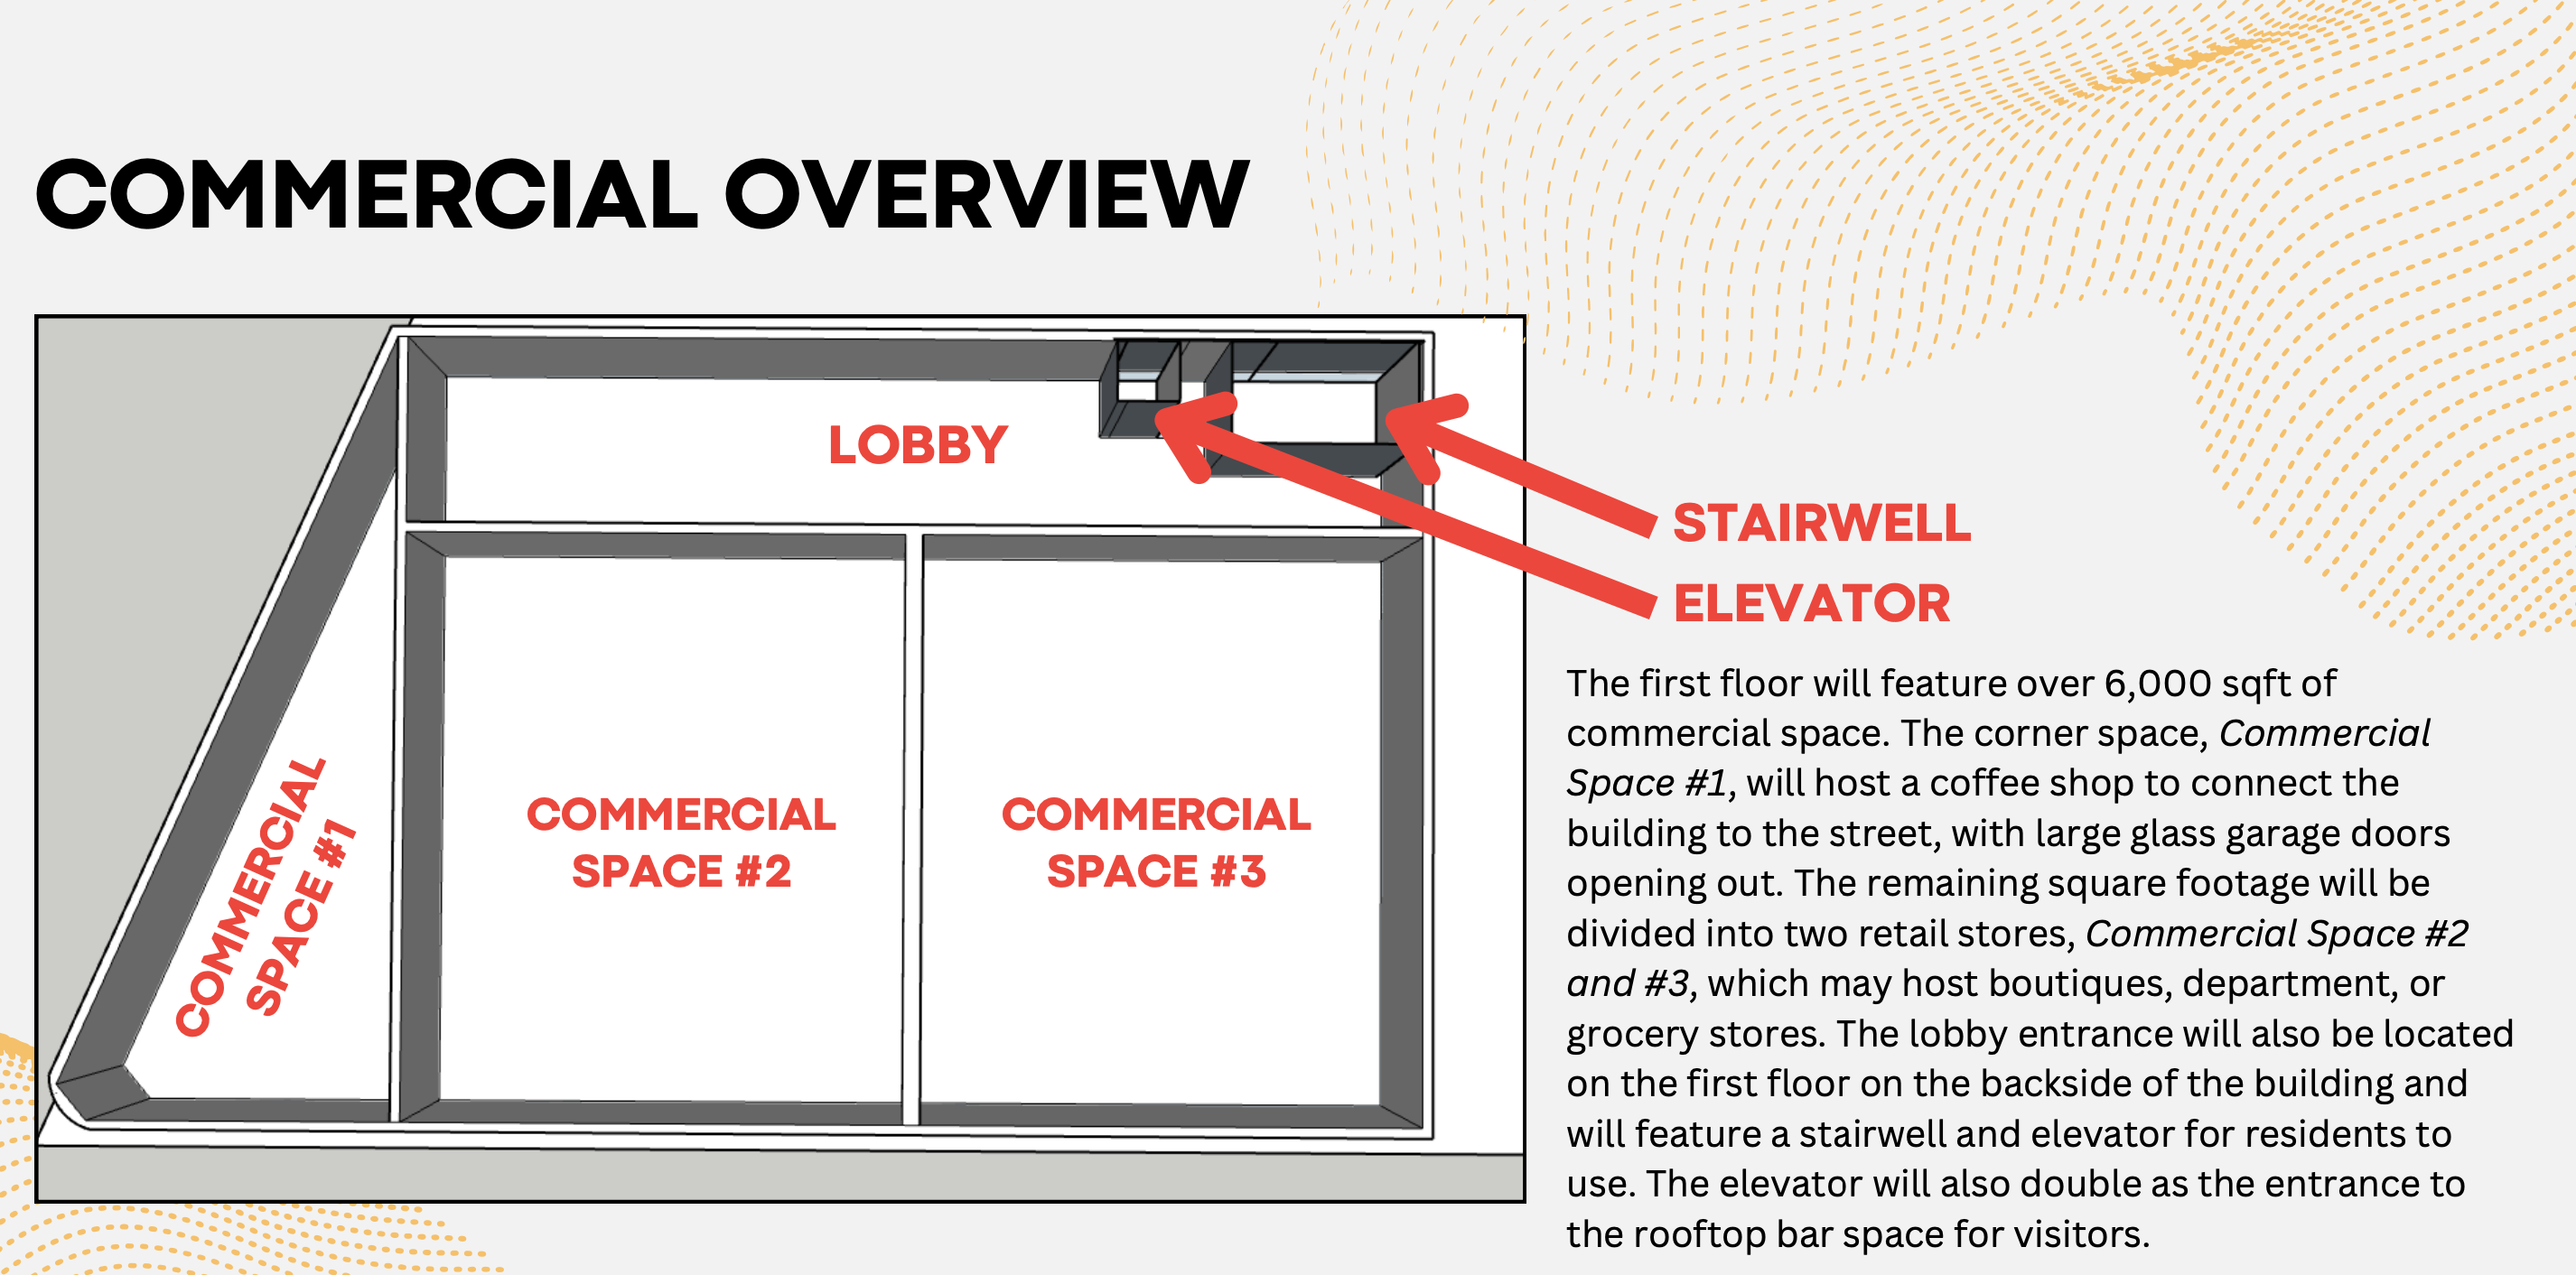 COMMERCIAL OVERVIEW
LOBBY
STAIRWELL
ELEVATOR
COMMERCIAL
SPACE #1
COMMERCIAL
SPACE #2
COMMERCIAL
SPACE #3
The first floor will feature over 6,000 sqft of
commercial space. The corner space, Commercial
Space #1, will host a coffee shop to connect the
building to the street, with large glass garage doors
opening out. The remaining square footage will be
divided into two retail stores, Commercial Space #2
and #3, which may host boutiques, department, or
grocery stores. The lobby entrance will also be located
on the first floor on the backside of the building and
will feature a stairwell and elevator for residents to
use. The elevator will also double as the entrance to
the rooftop bar space for visitors.